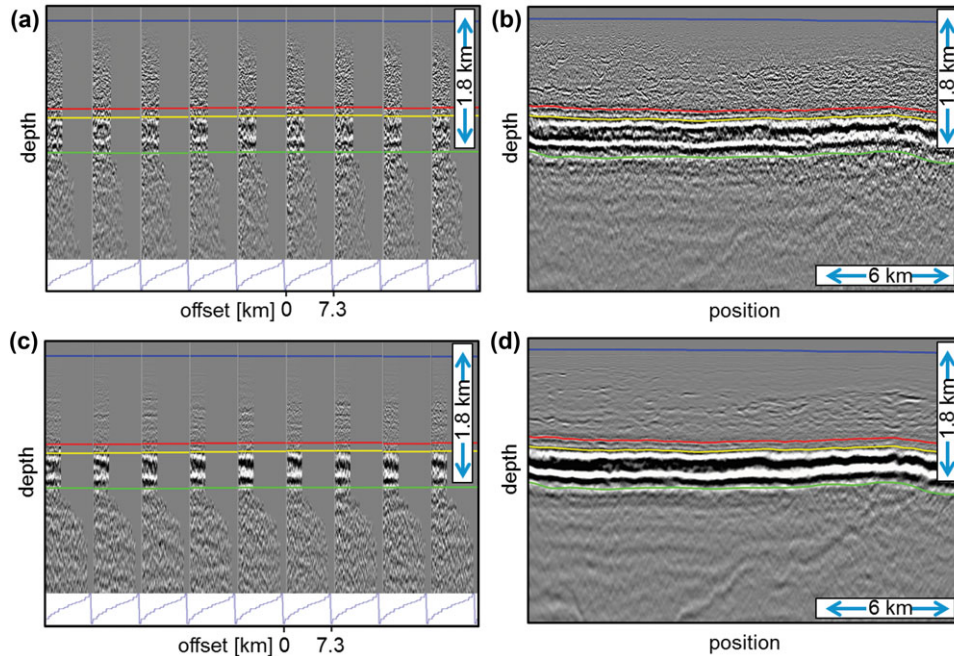 (a)
1.8 km
depth
offset [km] 0 7.3
(b)
1.8 km
depth
6 km
position
(c)
1.8 km
depth
offset [km] 0 7.3
(d)
1.8 km
depth
6 km
position